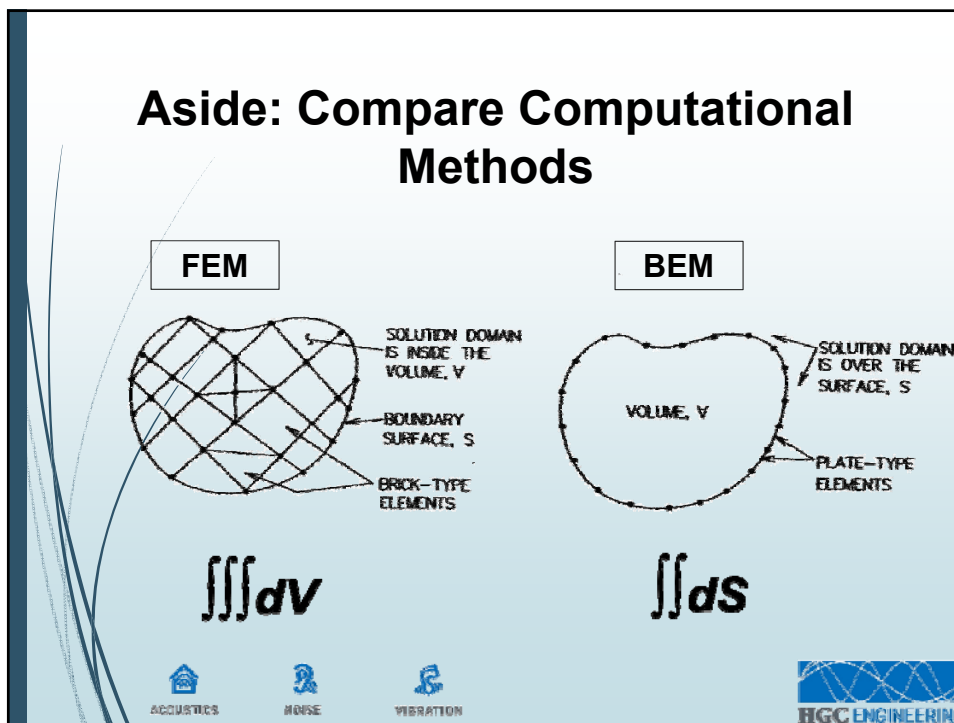 Aside: Compare Computational
Methods
FEM
SOLUTION DOMAIN
IS INSIDE THE
VOLUME, ∀
BOUNDARY
SURFACE, S
BRICK-TYPE
ELEMENTS
∭dV
BEM
VOLUME, ∀
SOLUTION DOMAIN
IS OVER THE
SURFACE, S
PLATE-TYPE
ELEMENTS
∬dS
ACOUSTICS
NOISE
VIBRATION
HGC ENGINEERIN